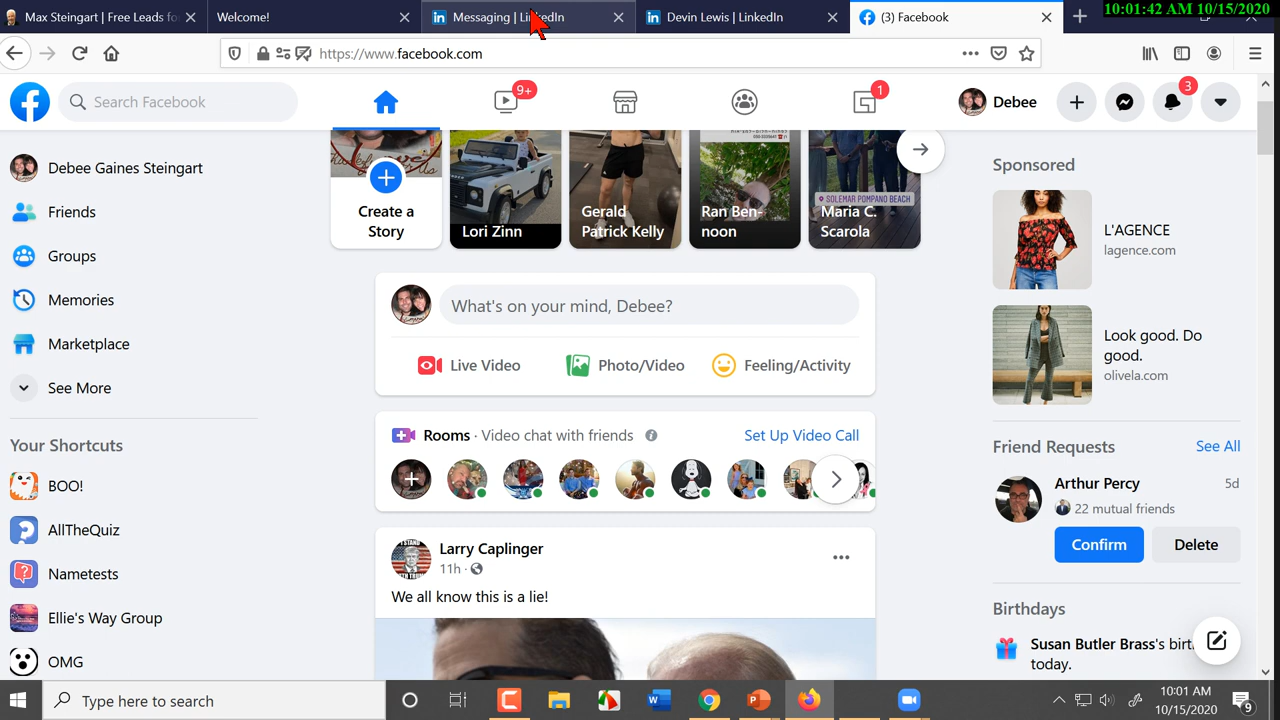 10:01:42 AM 10/15/2020
Max Steingart | Free Leads fo
Welcome!
Messaging | LinkedIn
Devin Lewis | LinkedIn
(3) Facebook
https://www.facebook.com
Search Facebook
9+
1
Debee
3
Debee Gaines Steingart
Friends
Groups
Memories
Marketplace
See More
Your Shortcuts
BOO!
AllTheQuiz
Nametests
Ellie's Way Group
OMG
Create a
Story
Lori Zinn
Gerald
Patrick Kelly
Ran Ben-
noon
SOLEMAR POMPANO BEACH
Maria C.
Scarola
What's on your mind, Debee?
Live Video
Photo/Video
Feeling/Activity
Rooms · Video chat with friends
Set Up Video Call
Larry Caplinger
11h ·
We all know this is a lie!
Sponsored
L'AGENCE
lagence.com
Look good. Do
good.
olivela.com
Friend Requests
See All
Arthur Percy
5d
22 mutual friends
Confirm
Delete
Birthdays
Susan Butler Brass's birt
today.
Type here to search
10:01 AM
10/15/2020
9